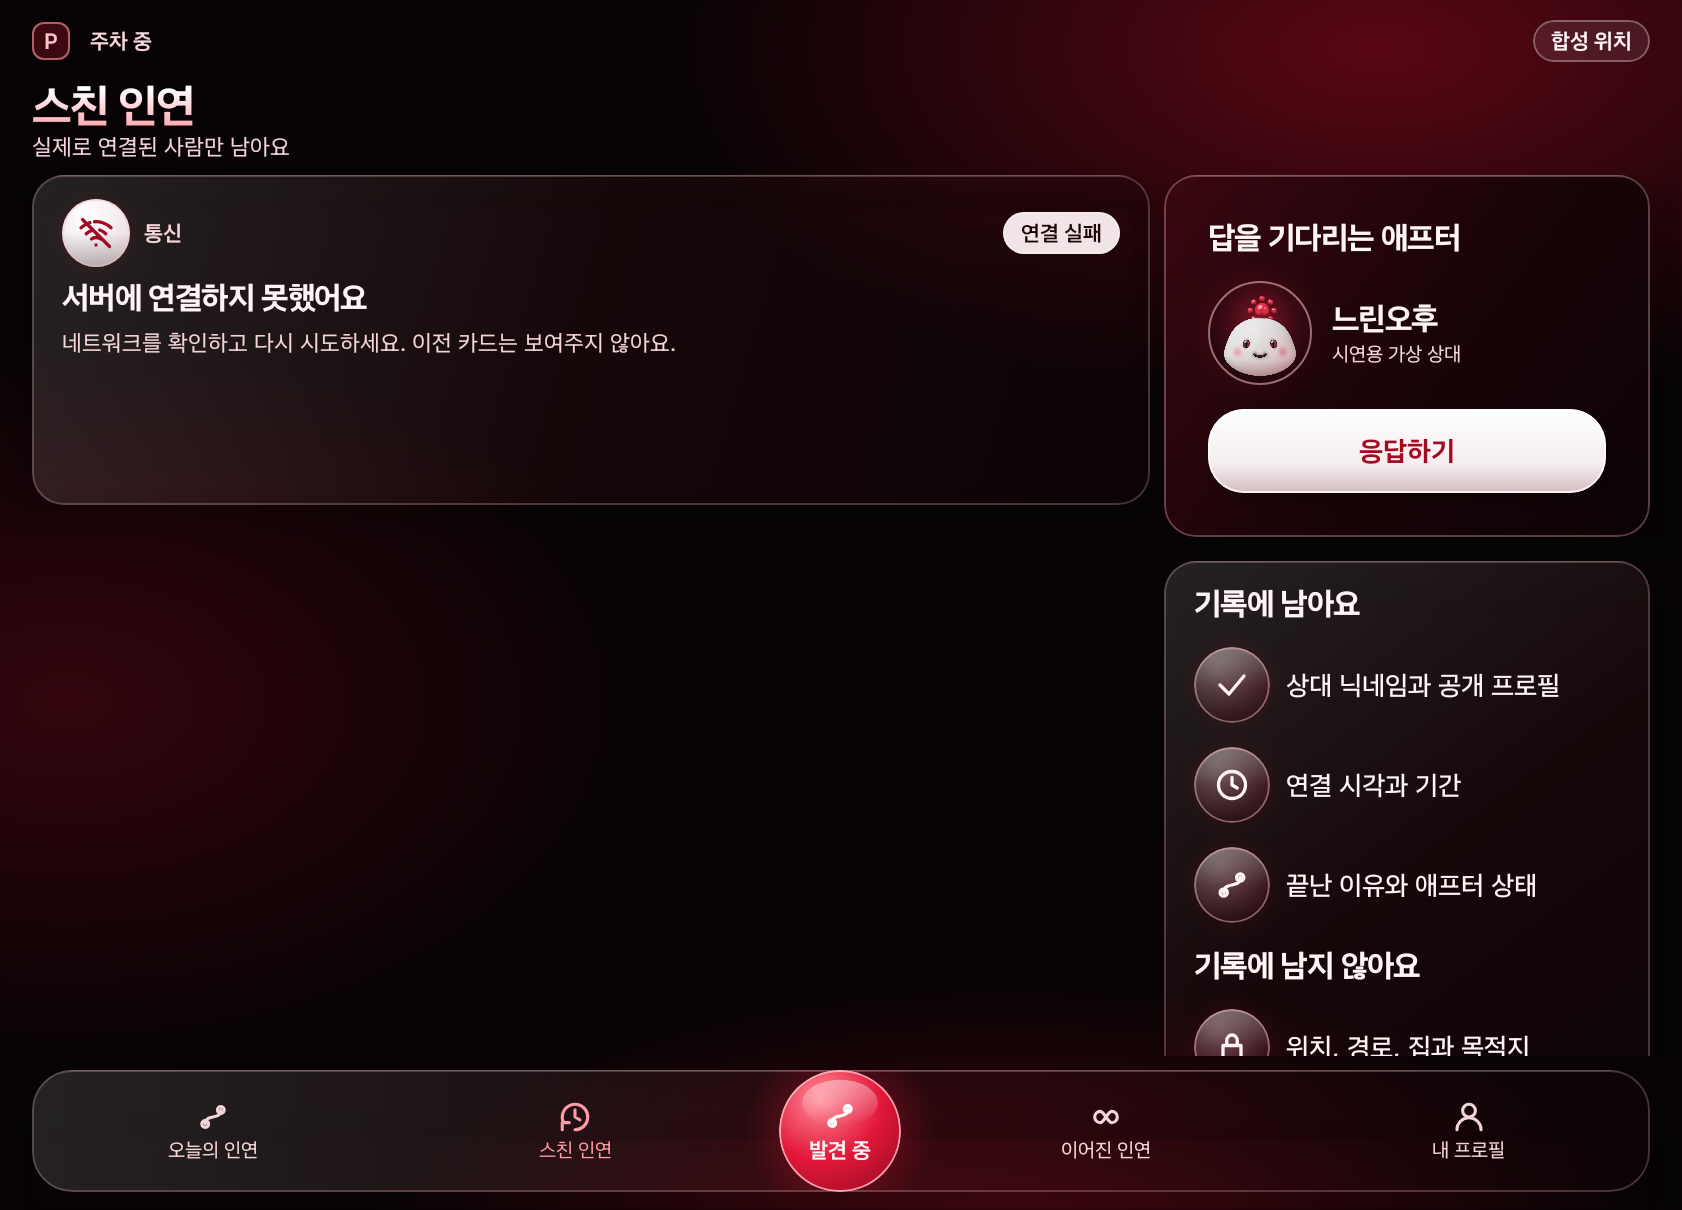 P 주차 중
합성 위치
스친 인연
실제로 연결된 사람만 남아요
통신
연결 실패
서버에 연결하지 못했어요
네트워크를 확인하고 다시 시도하세요. 이전 카드는 보여주지 않아요.
답을 기다리는 애프터
느린오후
시연용 가상 상대
응답하기
기록에 남아요
상대 닉네임과 공개 프로필
연결 시각과 기간
끝난 이유와 애프터 상태
기록에 남지 않아요
위치, 경로, 집과 목적지
오늘의 인연
스친 인연
발견 중
이어진 인연
내 프로필